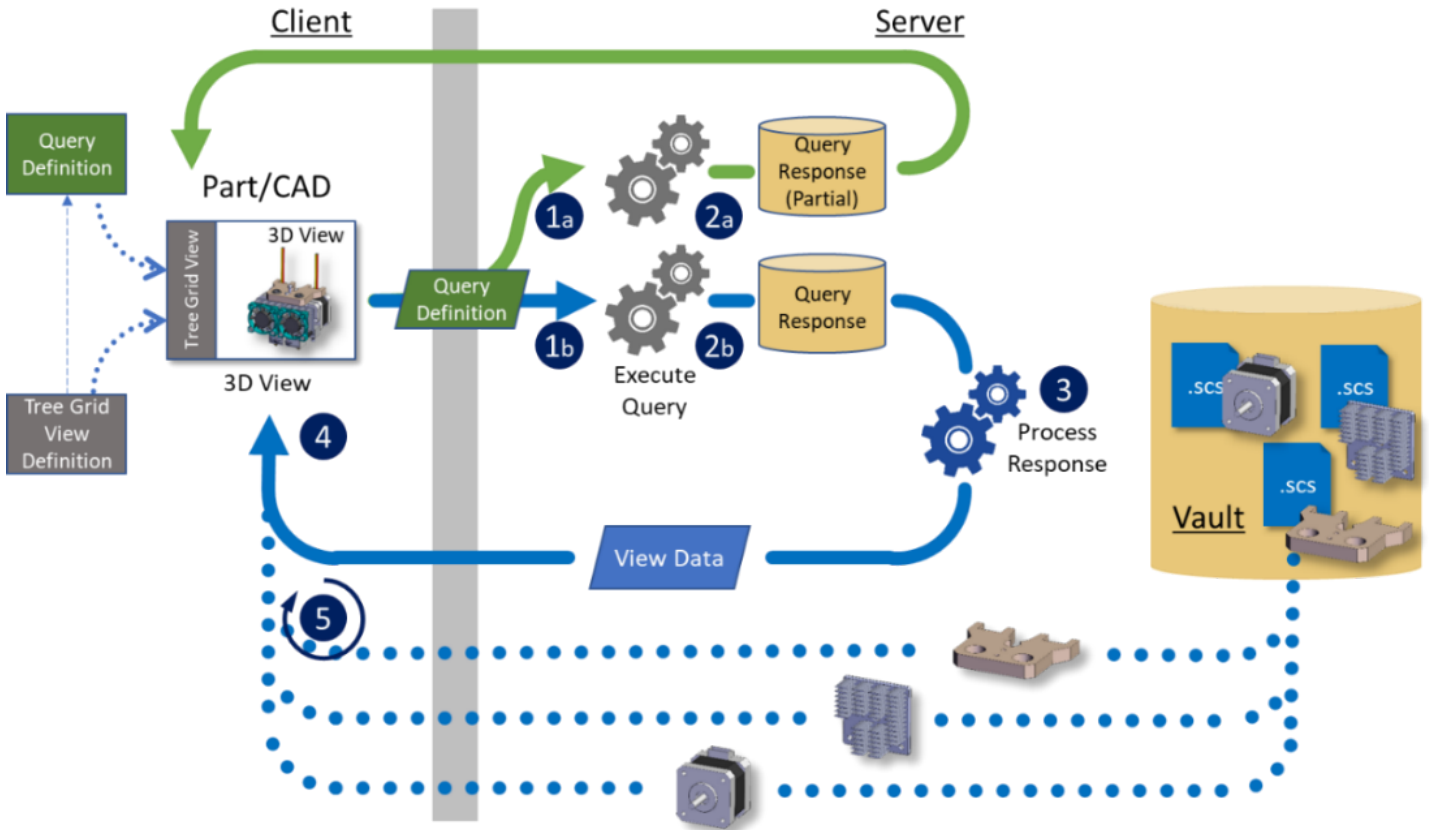 Client
Server
Query
Definition
Part/CAD
Tree Grid View
3D View
3D View
Tree Grid
View
Definition
Query
Definition
1a
1b
2a
2b
Execute
Query
Query
Response
(Partial)
Query
Response
3
Process
Response
4
View Data
5
.scs
.scs
.scs
Vault